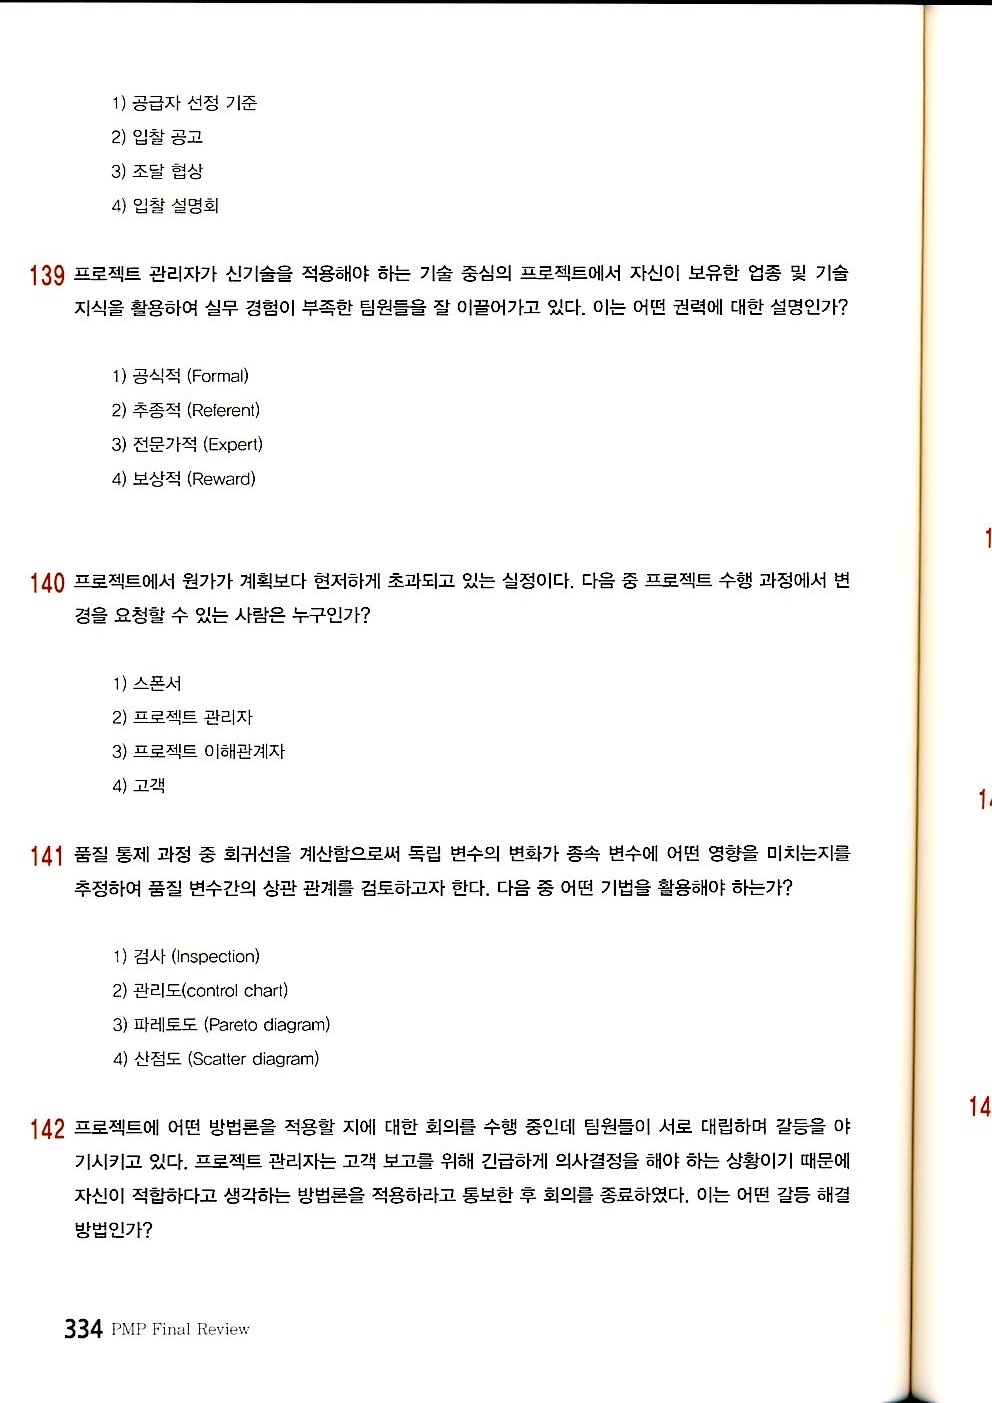 1) 공급자 선정 기준
2) 입찰 공고
3) 조달 협상
4) 입찰 설명회
139 프로젝트 관리자가 신기술을 적용해야 하는 기술 중심의 프로젝트에서 자신이 보유한 업종 및 기술
지식을 활용하여 실무 경험이 부족한 팀원들을 잘 이끌어가고 있다. 이는 어떤 권력에 대한 설명인가?
1) 공식적 (Formal)
2) 추종적 (Referent)
3) 전문가적 (Expert)
4) 보상적 (Reward)
140 프로젝트에서 원가가 계획보다 현저하게 초과되고 있는 실정이다. 다음 중 프로젝트 수행 과정에서 변
경을 요청할 수 있는 사람은 누구인가?
1) 스폰서
2) 프로젝트 관리자
3) 프로젝트 이해관계자
4) 고객
141 품질 통제 과정 중 회귀선을 계산함으로써 독립 변수의 변화가 종속 변수에 어떤 영향을 미치는지를
추정하여 품질 변수간의 상관 관계를 검토하고자 한다. 다음 중 어떤 기법을 활용해야 하는가?
1) 검사 (Inspection)
2) 관리도(control chart)
3) 파레토도 (Pareto diagram)
4) 산점도 (Scatter diagram)
142 프로젝트에 어떤 방법론을 적용할 지에 대한 회의를 수행 중인데 팀원들이 서로 대립하며 갈등을 야
기시키고 있다. 프로젝트 관리자는 고객 보고를 위해 긴급하게 의사결정을 해야 하는 상황이기 때문에
자신이 적합하다고 생각하는 방법론을 적용하라고 통보한 후 회의를 종료하였다. 이는 어떤 갈등 해결
방법인가?
334 PMP Final Review